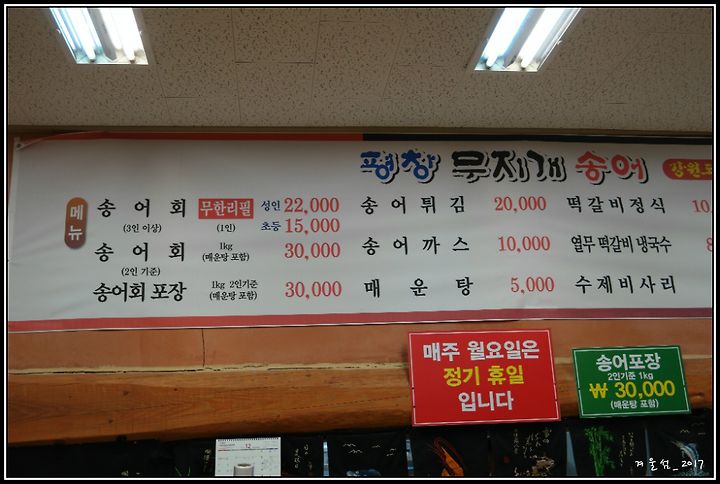 평창 무지개 송어 강원도
메뉴
송어회 무한리필 성인 22,000 송어튀김 20,000 떡갈비정식 10
(3인 이상) (1인) 초등 15,000
송어회 1kg 30,000 송어까스 10,000 열무떡갈비냉국수
(2인 기준) (매운탕 포함)
송어회포장 1kg 2인기준 30,000 매운탕 5,000 수제비사리
(매운탕 포함)
매주 월요일은
정기 휴일
입니다
송어포장
2인기준 1kg
₩ 30,000
(매운탕 포함)
12
겨울섬_2017